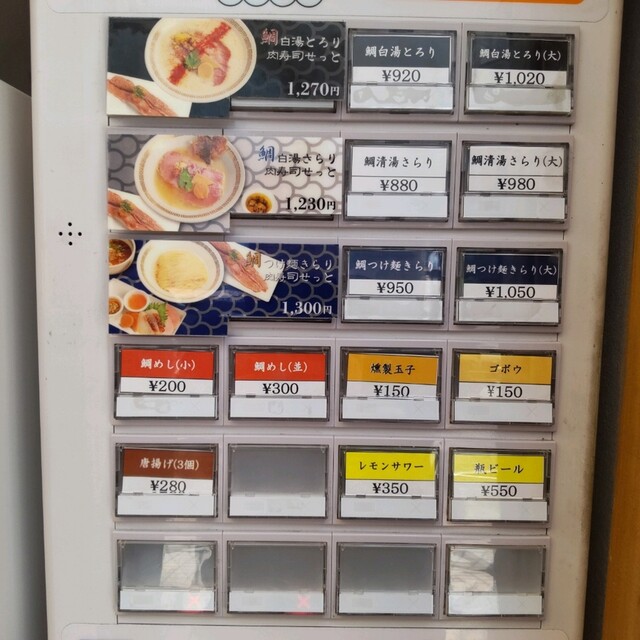 鯛白湯とろり
肉寿司せっと
1,270円
鯛白湯とろり
¥920
鯛白湯とろり(大)
¥1,020
鯛白湯さらり
肉寿司せっと
1,230円
鯛清湯さらり
¥880
鯛清湯さらり(大)
¥980
鯛つけ麺きらり
肉寿司せっと
1,300円
鯛つけ麺きらり
¥950
鯛つけ麺きらり(大)
¥1,050
鯛めし(小)
¥200
鯛めし(並)
¥300
燻製玉子
¥150
ゴボウ
¥150
唐揚げ(3個)
¥280
レモンサワー
¥350
瓶ビール
¥550